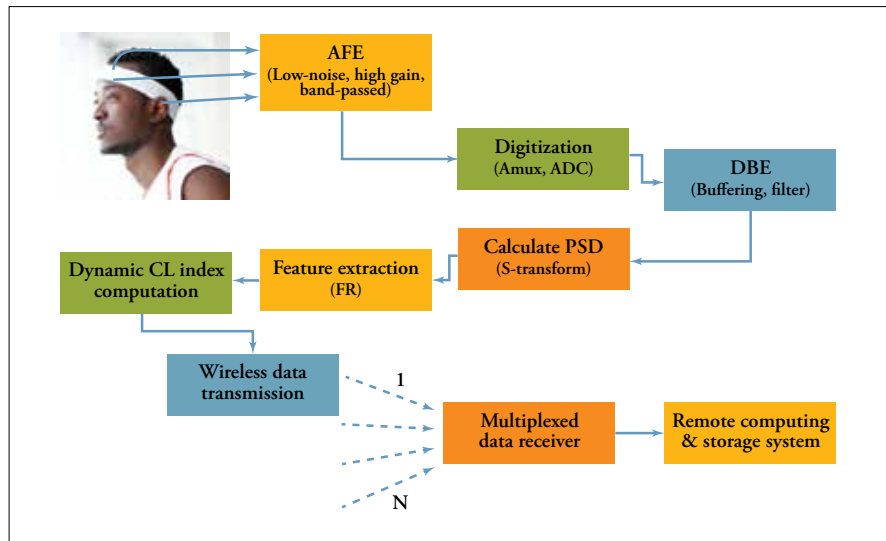 AFE
(Low-noise, high gain,
band-passed)
Digitization
(Amux, ADC)
DBE
(Buffering, filter)
Calculate PSD
(S-transform)
Feature extraction
(FR)
Dynamic CL index
computation
Wireless data
transmission
1
N
Multiplexed
data receiver
Remote computing
& storage system